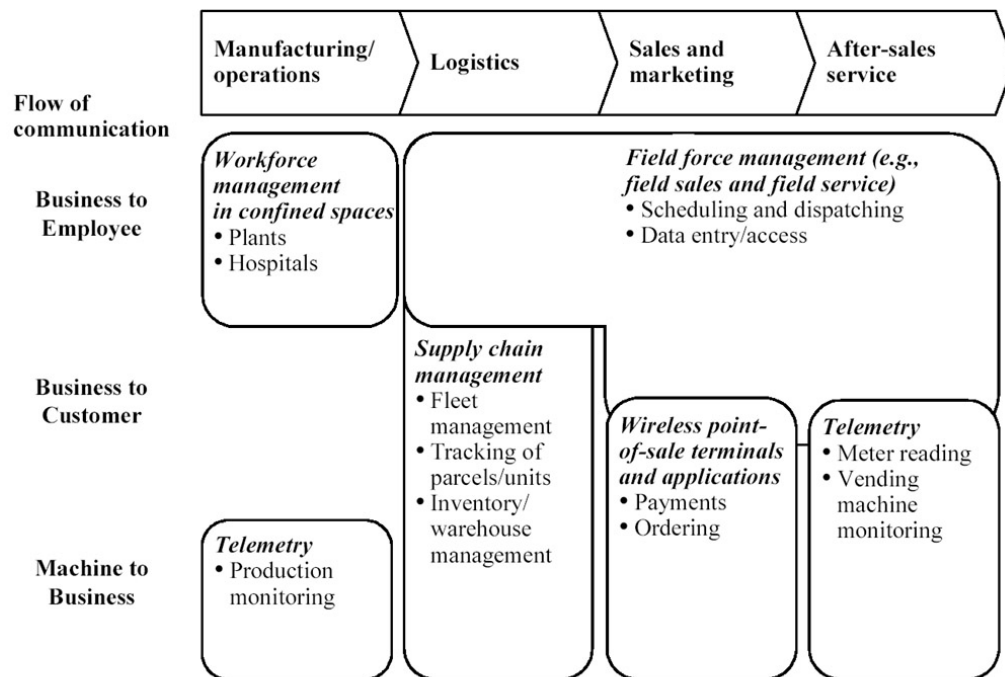 Manufacturing/
operations
Logistics
Sales and
marketing
After-sales
service
Flow of
communication
Business to
Employee
Workforce
management
in confined spaces
• Plants
• Hospitals
Field force management (e.g.,
field sales and field service)
• Scheduling and dispatching
• Data entry/access
Business to
Customer
Supply chain
management
• Fleet
management
• Tracking of
parcels/units
• Inventory/
warehouse
management
Wireless point-
of-sale terminals
and applications
• Payments
• Ordering
Telemetry
• Meter reading
• Vending
machine
monitoring
Machine to
Business
Telemetry
• Production
monitoring